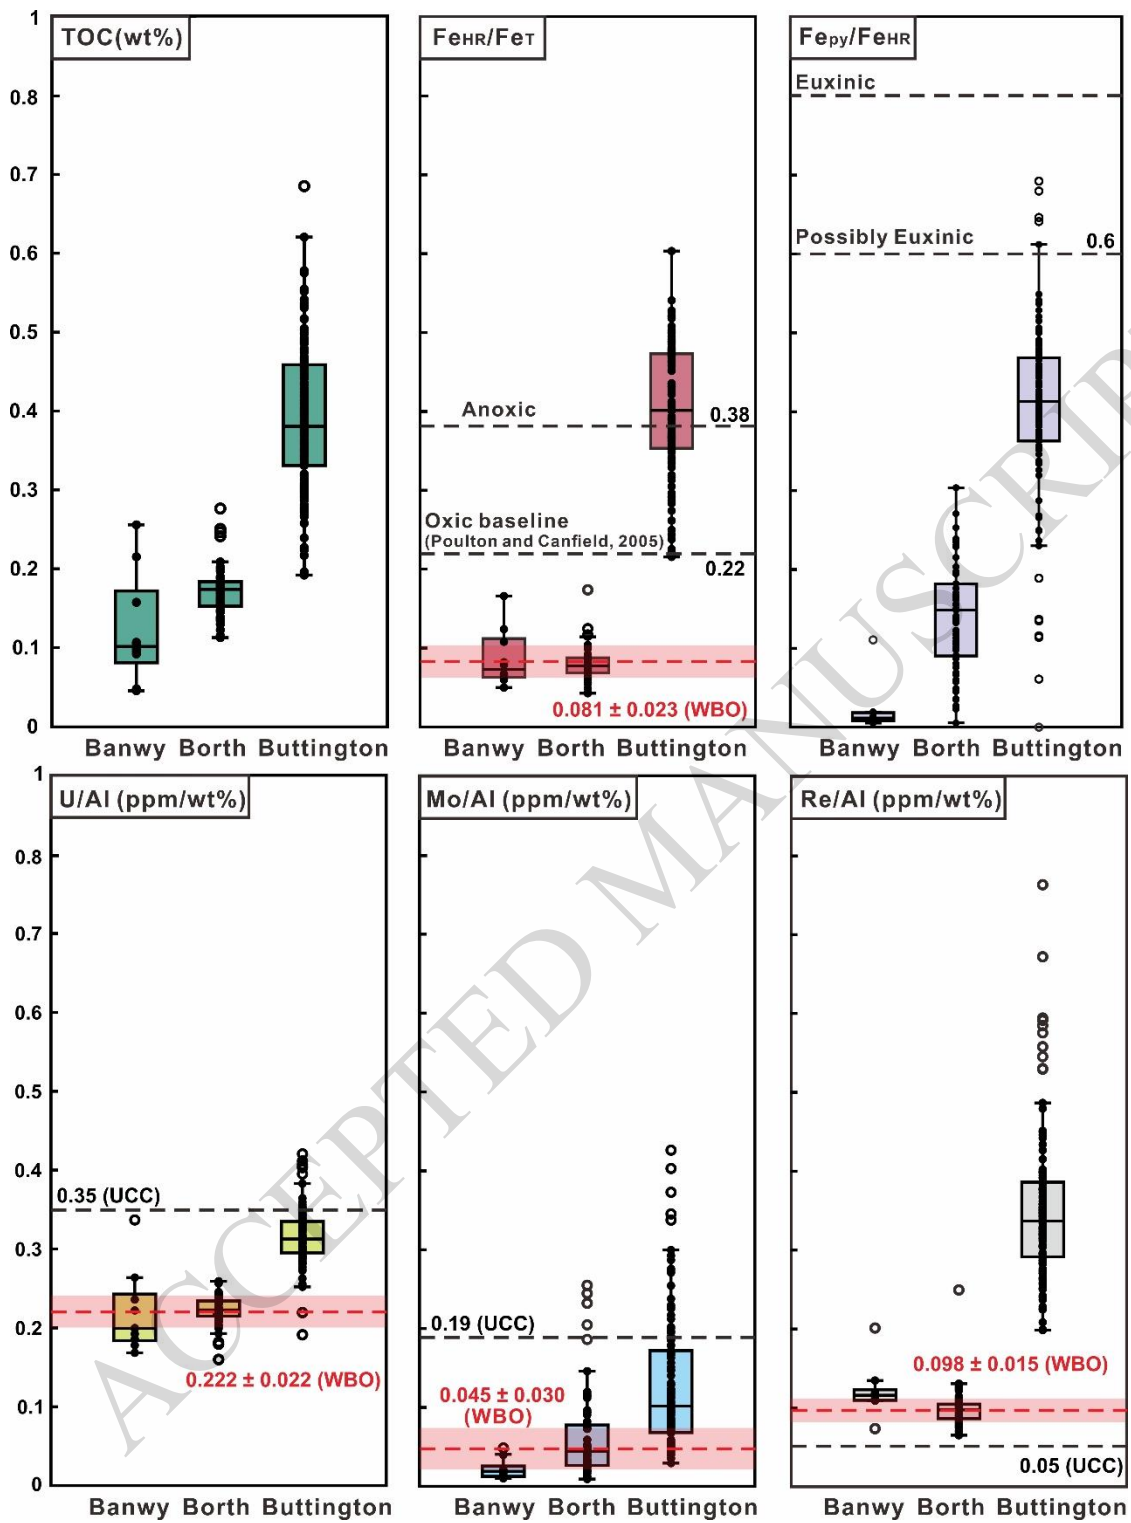 TOC(wt%)
FeHR/FeT
Fepy/FeHR
1
0.8
0.7
0.6
0.5
0.4
0.3
0.2
0.1
0
Anoxic
0.38
Oxic baseline
(Poulton and Canfield, 2005)
0.22
0.081 ± 0.023 (WBO)
Euxinic
Possibly Euxinic
0.6
Banwy Borth Buttington
Banwy Borth Buttington
Banwy Borth Buttington
U/Al (ppm/wt%)
Mo/Al (ppm/wt%)
Re/Al (ppm/wt%)
1
0.8
0.7
0.6
0.5
0.4
0.3
0.2
0.1
0
0.35 (UCC)
0.222 ± 0.022 (WBO)
0.19 (UCC)
0.045 ± 0.030
(WBO)
0.098 ± 0.015 (WBO)
0.05 (UCC)
Banwy Borth Buttington
Banwy Borth Buttington
Banwy Borth Buttington
ACCEPTED MANUSCRIP